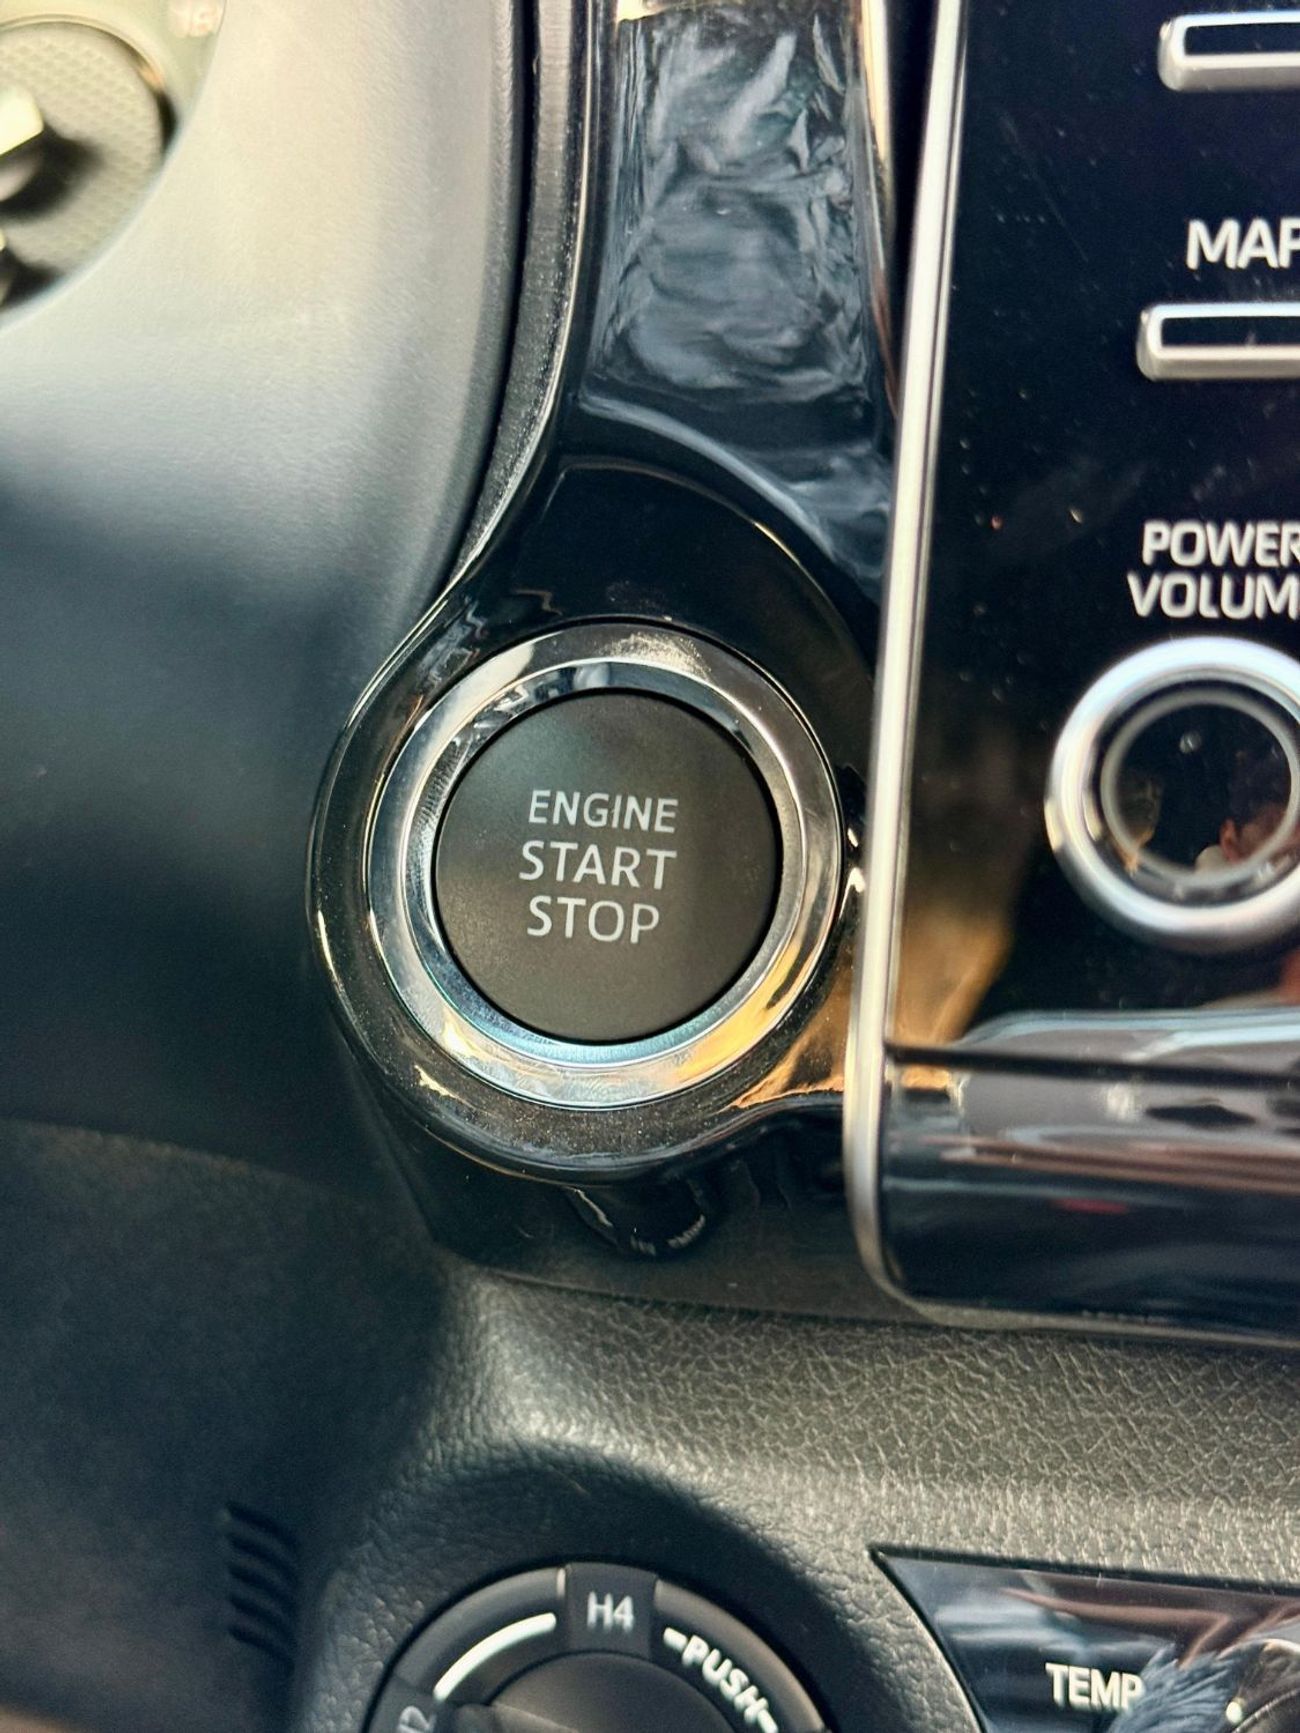 MAP
POWER
VOLUM
ENGINE
START
STOP
H4
PUSH
TEMP